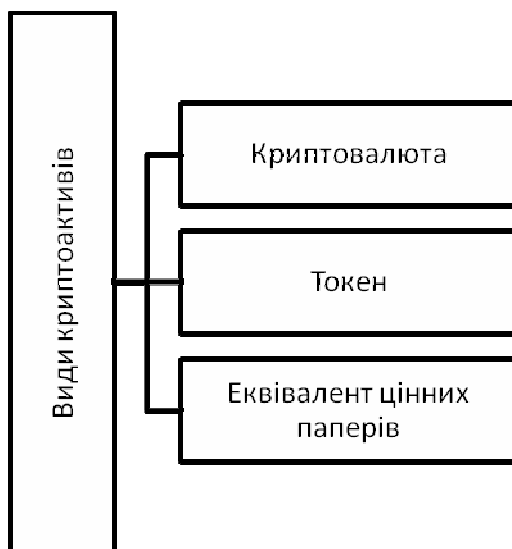 Види криптоактивів
Криптовалюта
Токен
Еквівалент цінних
паперів